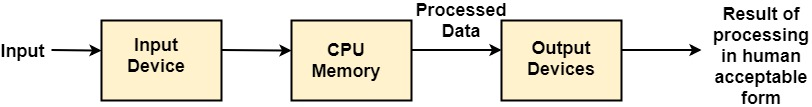 Input
Input
Device
CPU
Memory
Processed
Data
Output
Devices
Result of
processing
in human
acceptable
form